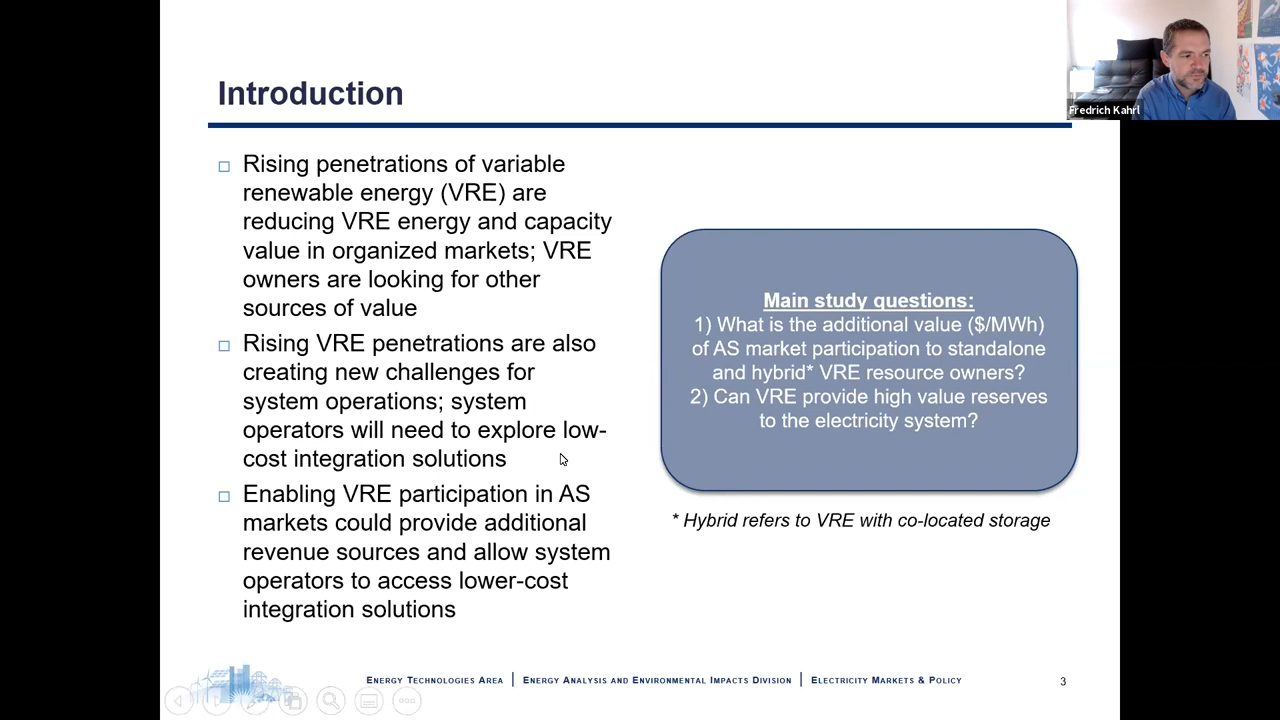 Introduction
Fredrich Kahrl
Rising penetrations of variable
renewable energy (VRE) are
reducing VRE energy and capacity
value in organized markets; VRE
owners are looking for other
sources of value
Rising VRE penetrations are also
creating new challenges for
system operations; system
operators will need to explore low-
cost integration solutions
Enabling VRE participation in AS
markets could provide additional
revenue sources and allow system
operators to access lower-cost
integration solutions
Main study questions:
1) What is the additional value ($/MWh)
of AS market participation to standalone
and hybrid* VRE resource owners?
2) Can VRE provide high value reserves
to the electricity system?
* Hybrid refers to VRE with co-located storage
ENERGY TECHNOLOGIES AREA | ENERGY ANALYSIS AND ENVIRONMENTAL IMPACTS DIVISION | ELECTRICITY MARKETS & POLICY
3